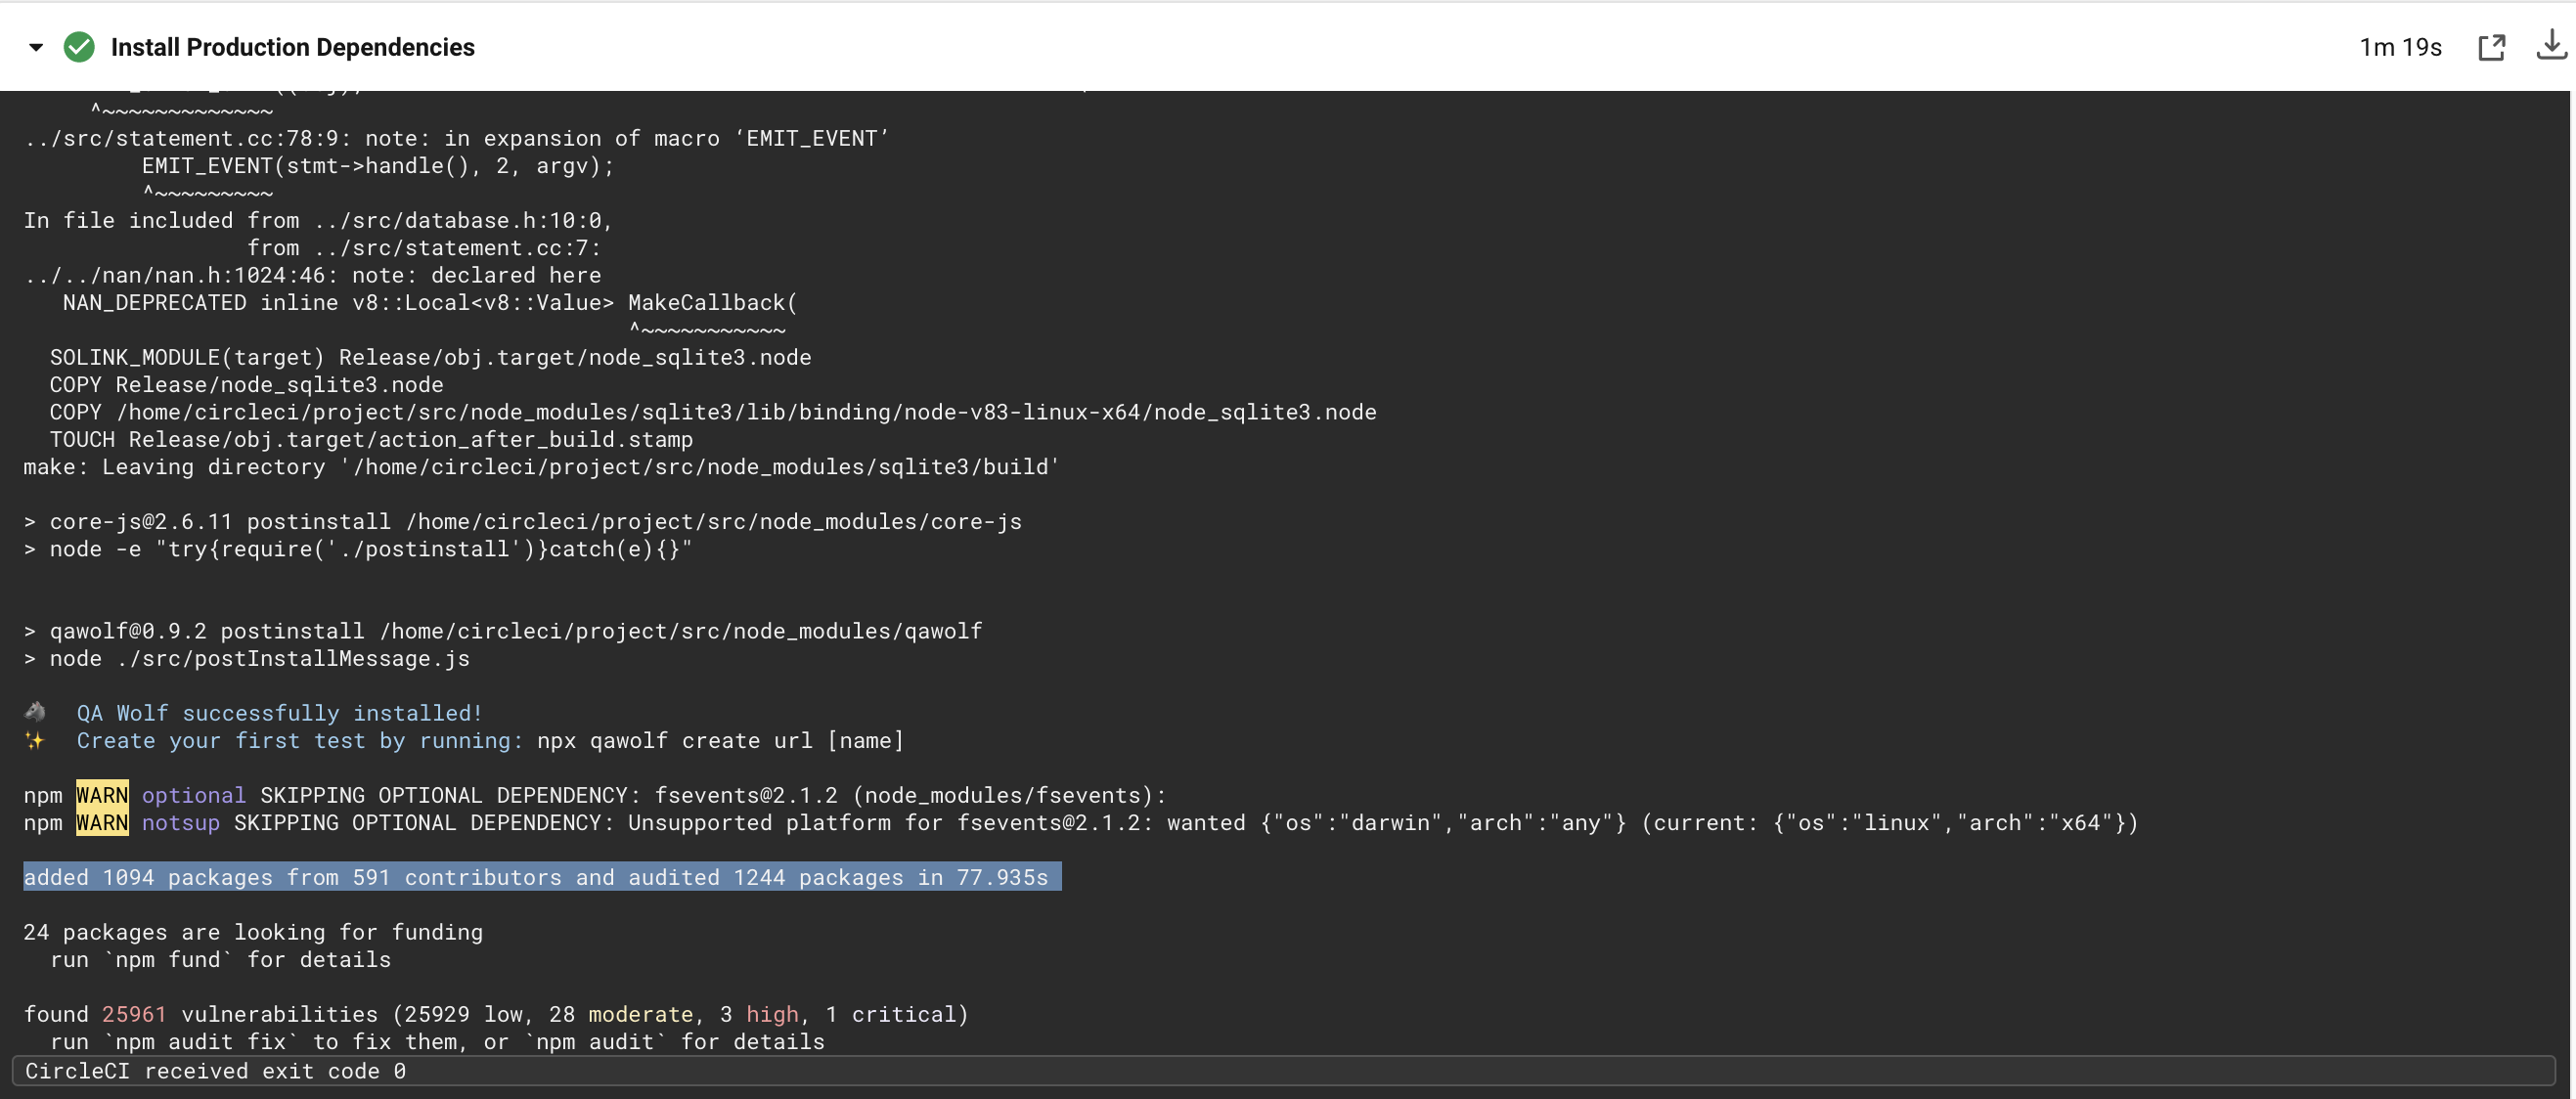 Install Production Dependencies
1m 19s
^~~~~~~~~~~~~~
../src/statement.cc:78:9: note: in expansion of macro ‘EMIT_EVENT’
EMIT_EVENT(stmt->handle(), 2, argv);
^~~~~~~~~~
In file included from ../src/database.h:10:0,
from ../src/statement.cc:7:
../../nan/nan.h:1024:46: note: declared here
NAN_DEPRECATED inline v8::Local<v8::Value> MakeCallback(
^~~~~~~~~~~~
SOLINK_MODULE(target) Release/obj.target/node_sqlite3.node
COPY Release/node_sqlite3.node
COPY /home/circleci/project/src/node_modules/sqlite3/lib/binding/node-v83-linux-x64/node_sqlite3.node
TOUCH Release/obj.target/action_after_build.stamp
make: Leaving directory '/home/circleci/project/src/node_modules/sqlite3/build'
> core-js@2.6.11 postinstall /home/circleci/project/src/node_modules/core-js
> node -e "try{require('./postinstall')}catch(e){}"
> qawolf@0.9.2 postinstall /home/circleci/project/src/node_modules/qawolf
> node ./src/postInstallMessage.js
🐺 QA Wolf successfully installed!
✨ Create your first test by running: npx qawolf create url [name]
npm WARN optional SKIPPING OPTIONAL DEPENDENCY: fsevents@2.1.2 (node_modules/fsevents):
npm WARN notsup SKIPPING OPTIONAL DEPENDENCY: Unsupported platform for fsevents@2.1.2: wanted {"os":"darwin","arch":"any"} (current: {"os":"linux","arch":"x64"})
added 1094 packages from 591 contributors and audited 1244 packages in 77.935s
24 packages are looking for funding
run `npm fund` for details
found 25961 vulnerabilities (25929 low, 28 moderate, 3 high, 1 critical)
run `npm audit fix` to fix them, or `npm audit` for details
CircleCI received exit code 0